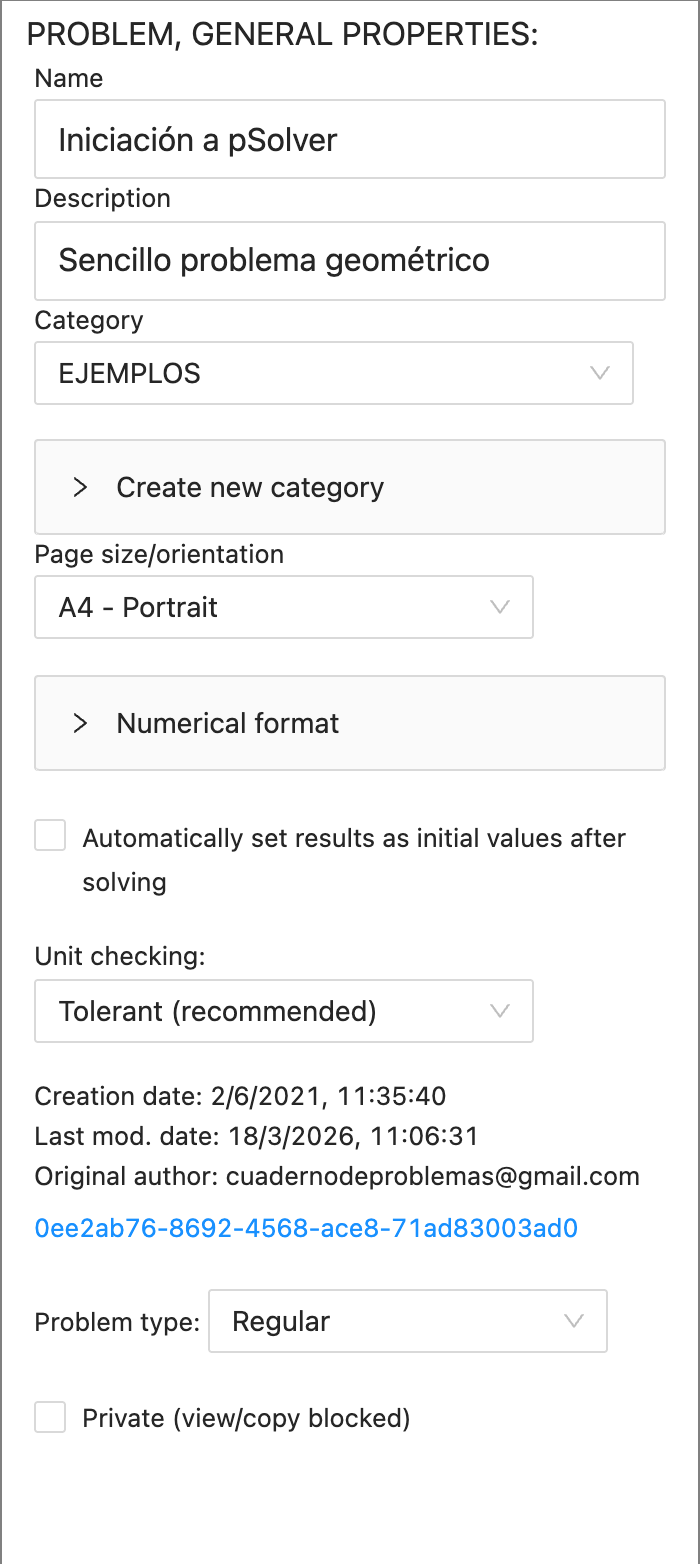 PROBLEM, GENERAL PROPERTIES:
Name
Iniciación a pSolver
Description
Sencillo problema geométrico
Category
EJEMPLOS
Create new category
Page size/orientation
A4 - Portrait
Numerical format
Automatically set results as initial values after
solving
Unit checking:
Tolerant (recommended)
Creation date: 2/6/2021, 11:35:40
Last mod. date: 18/3/2026, 11:06:31
Original author: cuadernodeproblemas@gmail.com
0ee2ab76-8692-4568-ace8-71ad83003ad0
Problem type: Regular
Private (view/copy blocked)